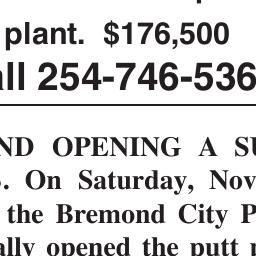 plant. $176,500
all 254-746-536
ND OPENING A SU
. On Saturday, Nov
the Bremond City P
ally opened the putt